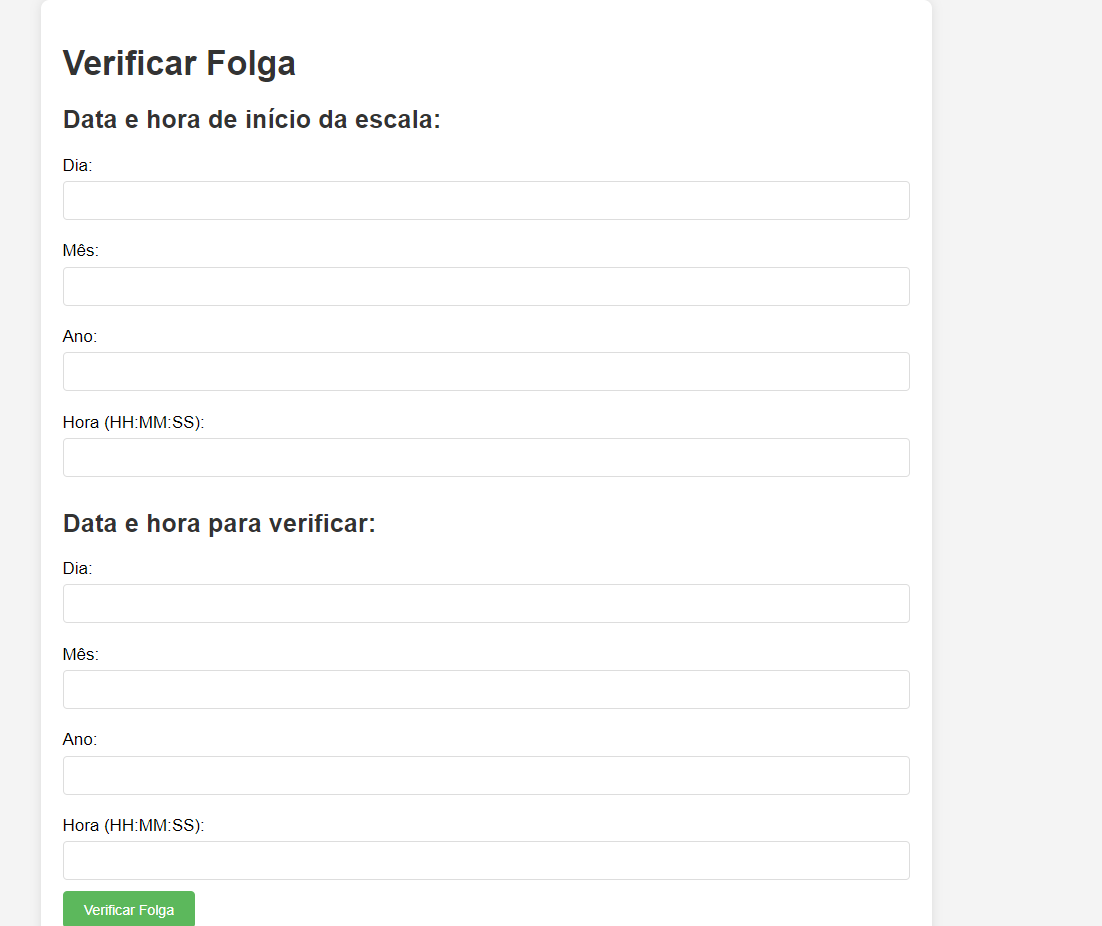 Verificar Folga
Data e hora de início da escala:
Dia:
Mês:
Ano:
Hora (HH:MM:SS):
Data e hora para verificar:
Dia:
Mês:
Ano:
Hora (HH:MM:SS):
Verificar Folga